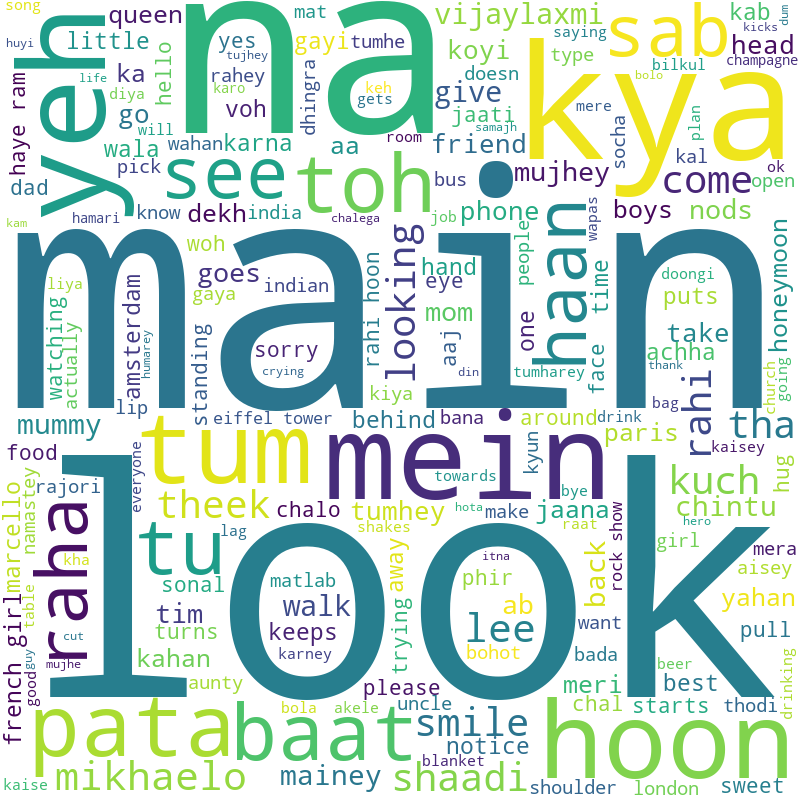 song
queen
mat
na
vijaylaxmi
kab
dum
huyi
little
yes
gayi
tumhe
koyi
saying
sab
kicks
yeh
tujhey
rahey
hello
type
head
life
ka
karo
keh
doesn
bilkul
champagne
diya
go
voh
dhingra
gets
give
mere
bolo
haye ram
will
wala
wahan
karna
room
samajh
jaati
kya
plan
aa
friend
socha
ok
dad
pick
see
toh
bus
mujhey
kal
open
know
dekh
india
phone
come
boys
nods
kam
hamari
woh
chalega
job
wapas
main
liya
goes
hand
people
haan
doongi
watching
actually
amsterdam
gaya
indian
rahi hoon
looking
eye
time
puts
honeymoon
humarey
standing
sorry
mom
one
face
take
going
crying
aaj
din
tumharey
achha
thank
church
lip
eiffel tower
kiya
behind
bana
around
drink
bag
rahi
tha
mummy
tum
mein
kyun
paris
kaisey
food
everyone
towards
hug
rajori
theek
chalo
tumhey
bye
kuch
namastey
marcello
raha
tu
lag
shakes
hota
make
jaana
raat
chintu
hero
look
kha
sonal
matlab
away
phir
itna
rock show
girl
mera
aisey
table
tim
walk
ab
back
yahan
french girl
cut
turns
keeps
trying
lee
want
pull
guy
mujhe
kahan
karney
bohot
bada
beer
good
aunty
please
meri
best
drinking
pata
bola
akele
uncle
chal
starts
thodi
baat
smile
notice
hoon
kaise
mikhaelo
mainey
shaadi
blanket
shoulder
london
sweet